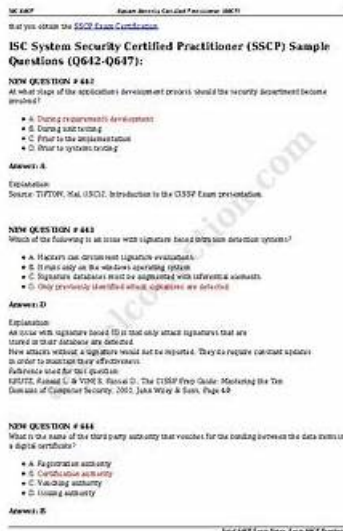 ISC SSCP
System Security Certified Practitioner (SSCP)
that you obtain the SSCP Exam Certification.
ISC System Security Certified Practitioner (SSCP) Sample
Questions (Q642-Q647):
NEW QUESTION # 642
At what stage of the applications development process should the security department become
involved?
A. During requirements development
B. During unit testing
C. Prior to the implementation
D. Prior to systems testing
Answer: A
Explanation:
Source: TIPTON, Hal, (ISC)2, Introduction to the CISSP Exam presentation.
NEW QUESTION # 643
Which of the following is an issue with signature-based intrusion detection systems?
A. Hackers can circumvent signature evaluations.
B. It runs only on the windows operating system
C. Signature databases must be augmented with inferential elements.
D. Only previously identified attack signatures are detected.
Answer: D
Explanation:
An issue with signature-based ID is that only attack signatures that are
stored in their database are detected.
New attacks without a signature would not be reported. They do require constant updates
in order to maintain their effectiveness.
Reference used for this question:
KRUTZ, Ronald L. & VINES, Russel D., The CISSP Prep Guide: Mastering the Ten
Domains of Computer Security, 2001, John Wiley & Sons, Page 49
NEW QUESTION # 644
What is the name of the third party authority that vouches for the binding between the data items in
a digital certificate?
A. Registration authority
B. Certification authority
C. Vouching authority
D. Issuing authority
Answer: B